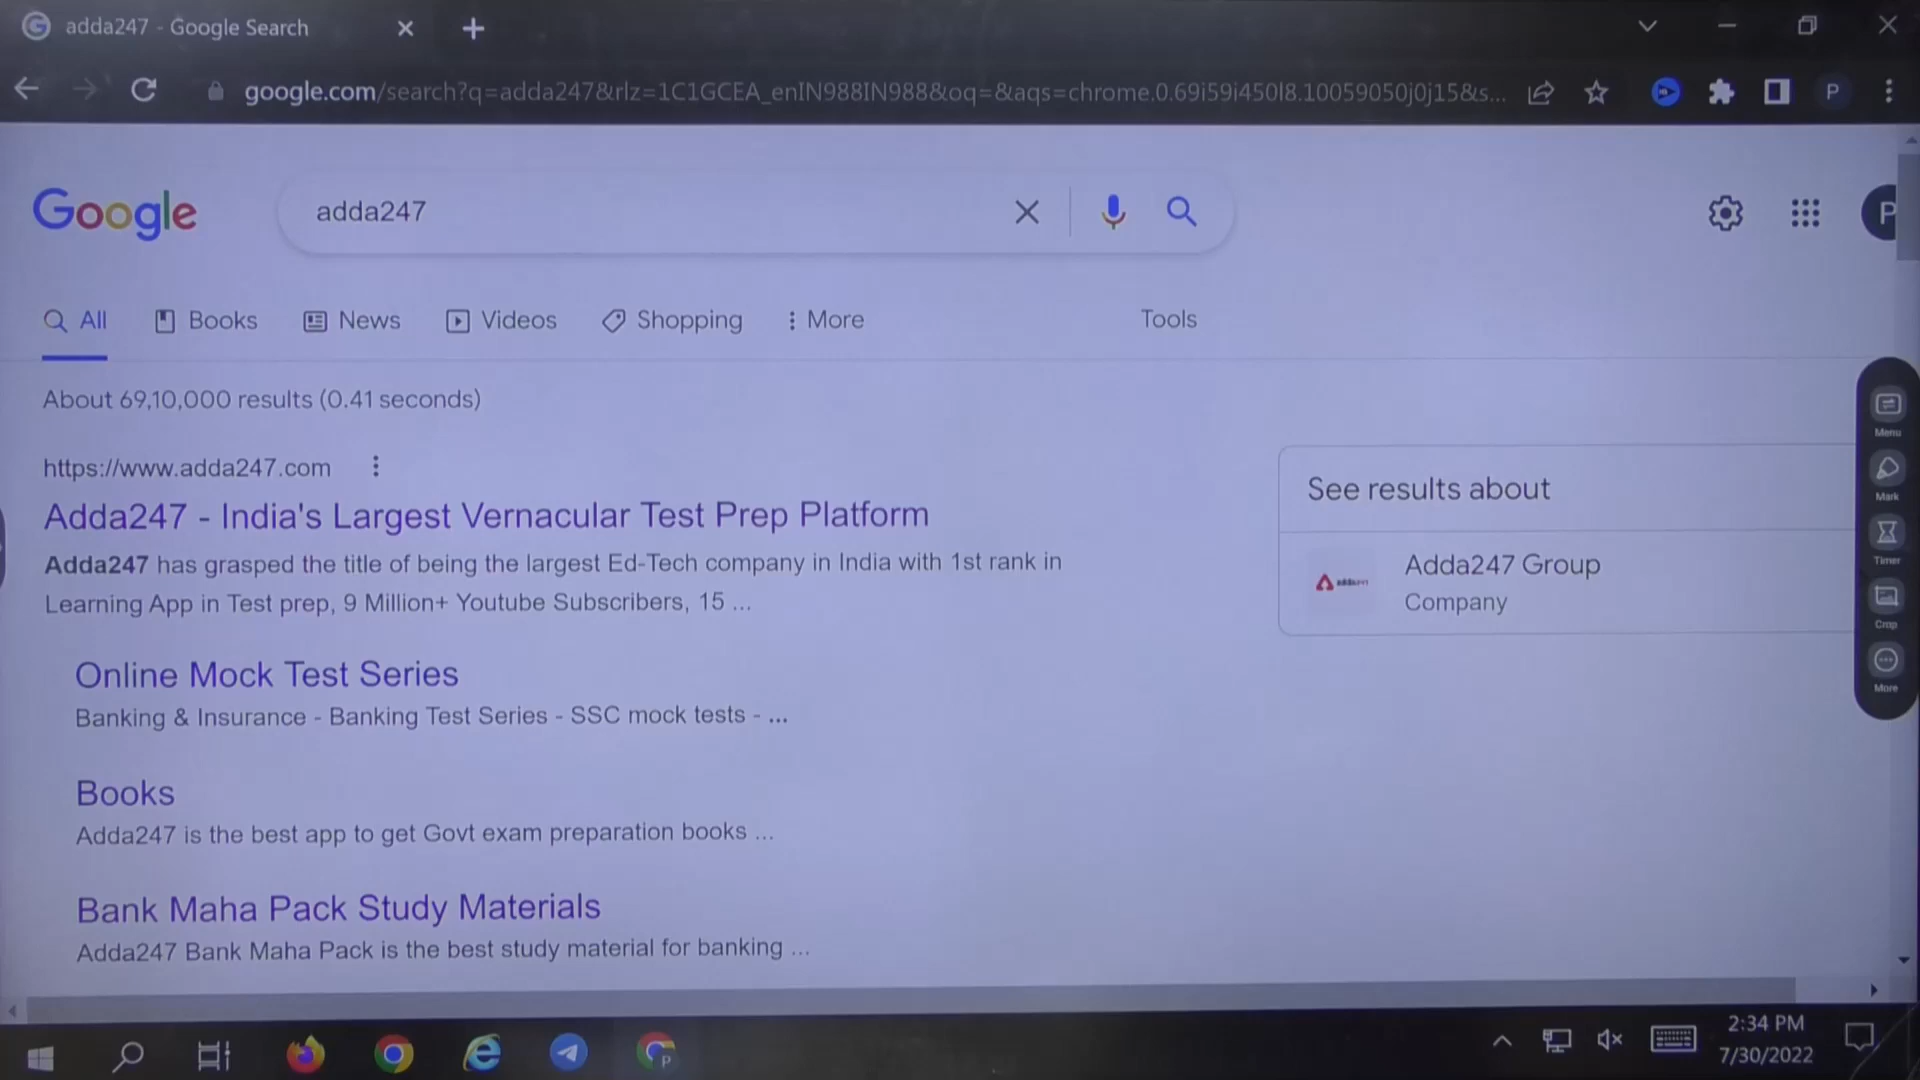 adda247 - Google Search
google.com/search?q=adda247&rlz=1C1GCEA_enIN988IN988&oq=&aqs=chrome.0.69i59i450l8.10059050j0j15&s...
P
Google
adda247
P
All
Books
News
Videos
Shopping
More
Tools
About 69,10,000 results (0.41 seconds)
https://www.adda247.com
Adda247 - India's Largest Vernacular Test Prep Platform
Adda247 has grasped the title of being the largest Ed-Tech company in India with 1st rank in
Learning App in Test prep, 9 Million+ Youtube Subscribers, 15 ...
See results about
Adda247 Group
Company
Online Mock Test Series
Banking & Insurance - Banking Test Series - SSC mock tests - ...
Books
Adda247 is the best app to get Govt exam preparation books ...
Bank Maha Pack Study Materials
Adda247 Bank Maha Pack is the best study material for banking ...
Menu
Mark
Timer
Crop
More
P
2:34 PM
7/30/2022